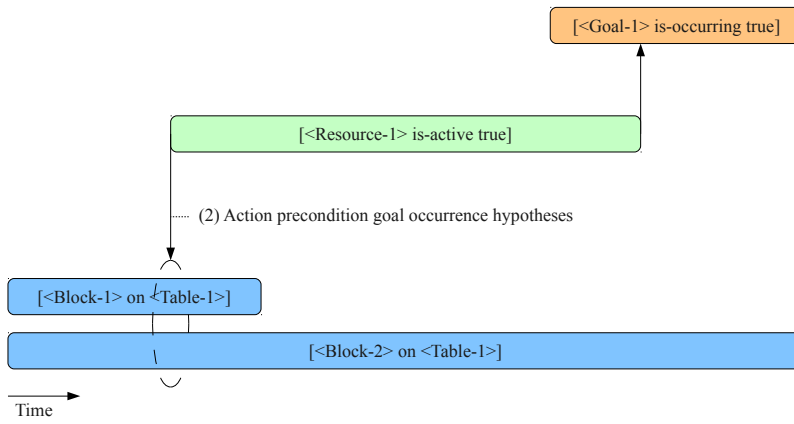 [<Goal-1> is-occurring true]
[<Resource-1> is-active true]
(2) Action precondition goal occurrence hypotheses
[<Block-1> on <Table-1>]
[<Block-2> on <Table-1>]
Time